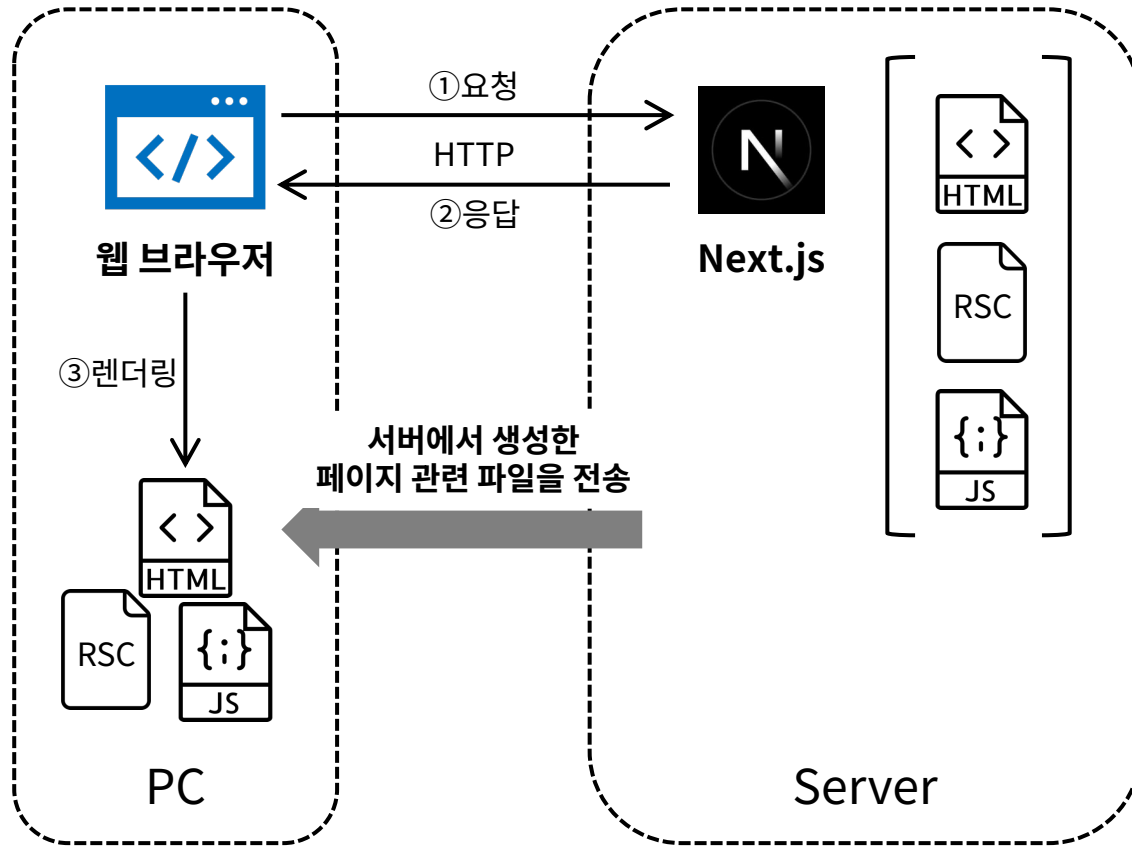 ①요청
HTTP
②응답
</>
웹 브라우저
N
Next.js
< >
HTML
RSC
{;}
JS
③렌더링
서버에서 생성한
페이지 관련 파일을 전송
< >
HTML
RSC
{;}
JS
PC
Server